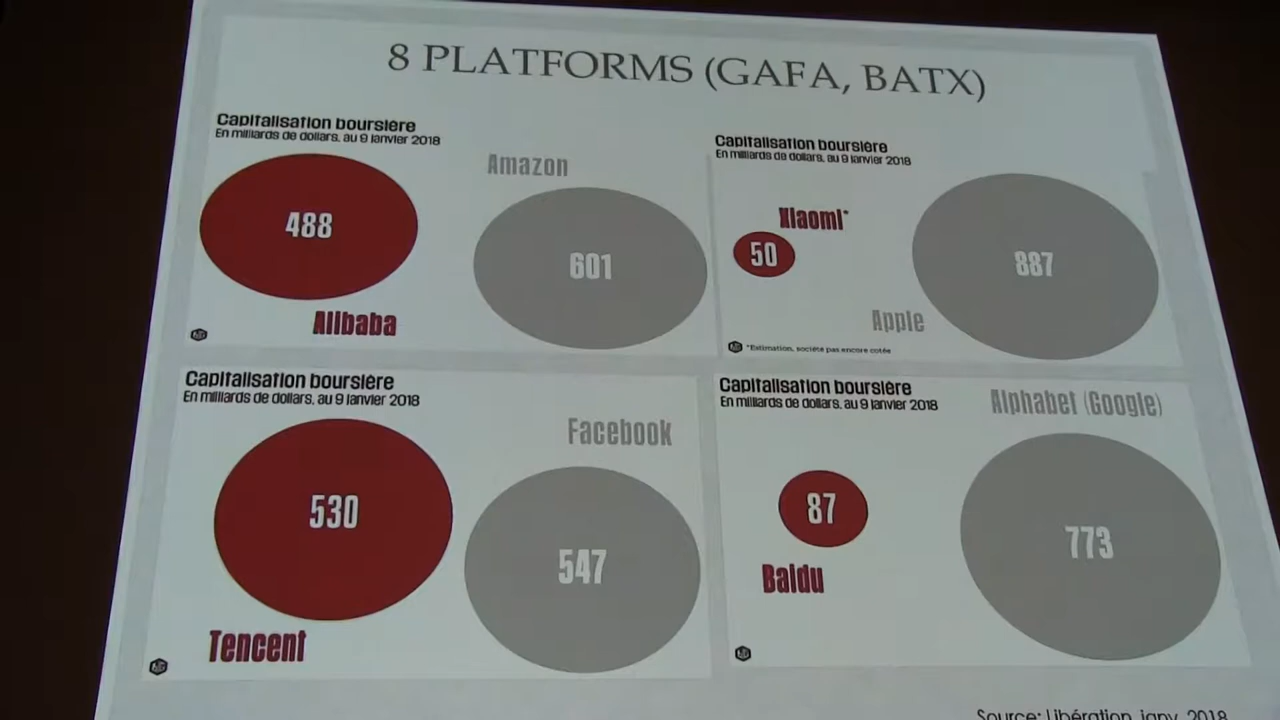 8 PLATFORMS (GAFA, BATX)
Capitalisation boursière
En milliards de dollars, au 9 janvier 2018
488
Alibaba
Amazon
601
Capitalisation boursière
En milliards de dollars, au 9 janvier 2018
Xiaomi*
50
887
Apple
*Estimation, société pas encore cotée
Capitalisation boursière
En milliards de dollars, au 9 janvier 2018
530
Tencent
Facebook
547
Capitalisation boursière
En milliards de dollars, au 9 janvier 2018
87
Baidu
Alphabet (Google)
773
Source: Libération, janv. 2018